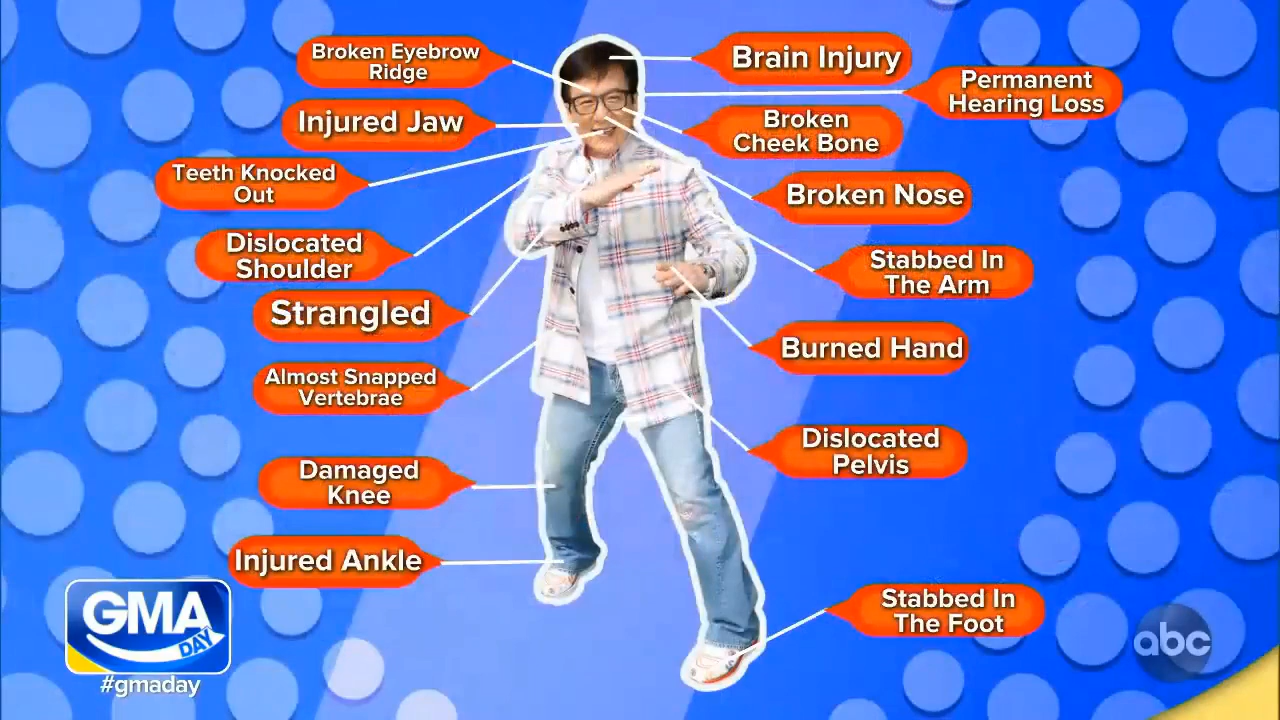 Broken Eyebrow
Ridge
Brain Injury
Permanent
Hearing Loss
Injured Jaw
Broken
Cheek Bone
Teeth Knocked
Out
Broken Nose
Dislocated
Shoulder
Stabbed In
The Arm
Strangled
Burned Hand
Almost Snapped
Vertebrae
Dislocated
Pelvis
Damaged
Knee
Injured Ankle
Stabbed In
The Foot
GMA
DAY
#gmaday
abc